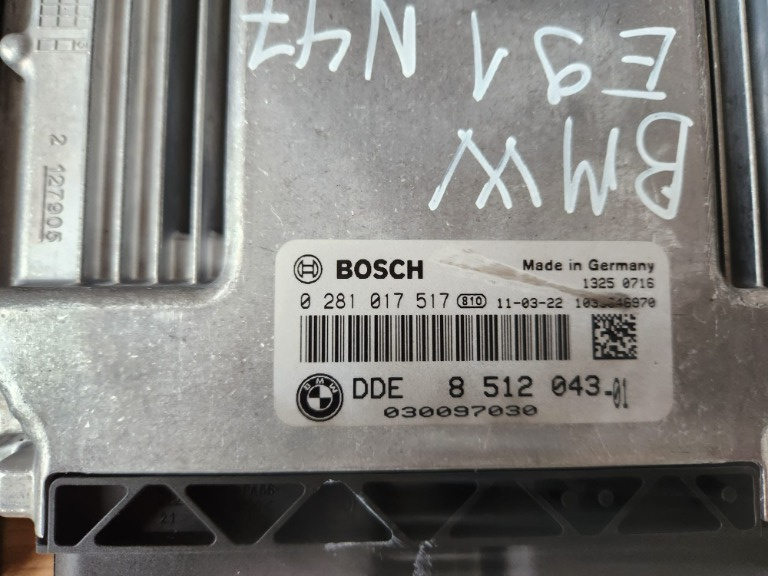 BMW
E91 N47
2 127905
BOSCH
Made in Germany
1325 0716
0 281 017 517 810 11-03-22
BMW
DDE 8 512 043-01
030097030